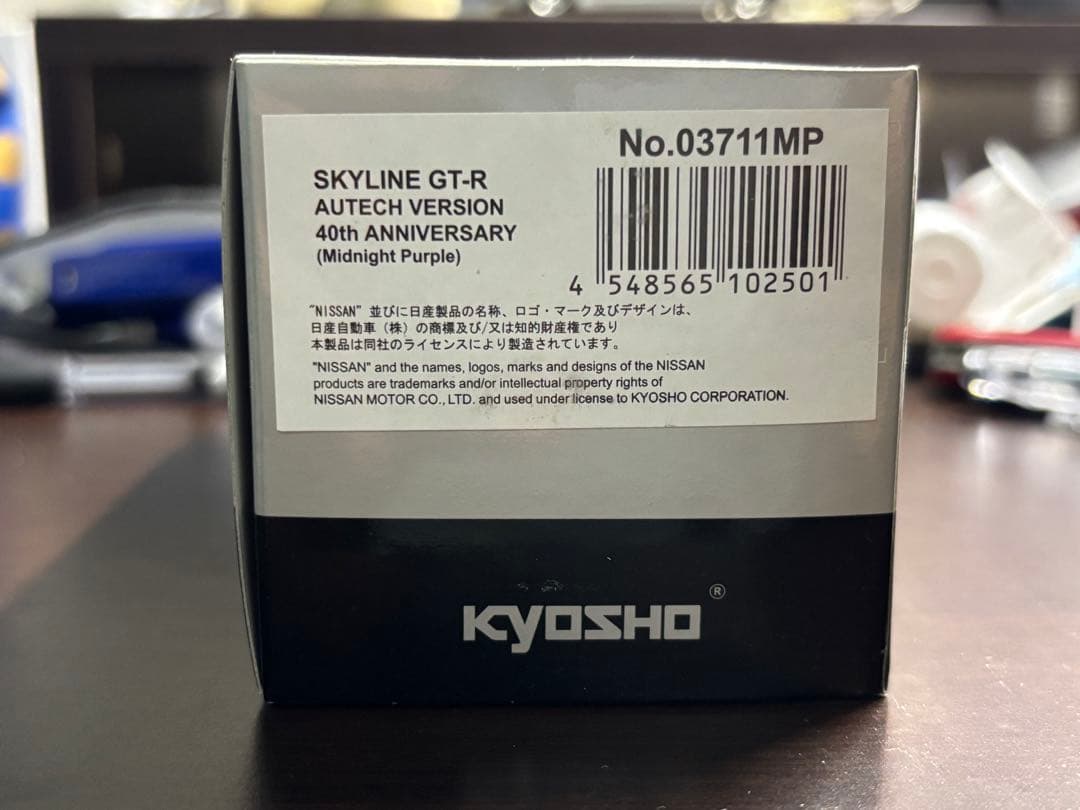 No.03711MP
SKYLINE GT-R
AUTECH VERSION
40th ANNIVERSARY
(Midnight Purple)
4 548565 102501
"NISSAN" 並びに日産製品の名称、ロゴ・マーク及びデザインは、
日産自動車（株）の商標及び/又は知的財産権であり
本製品は同社のライセンスにより製造されています。
"NISSAN" and the names, logos, marks and designs of the NISSAN
products are trademarks and/or intellectual property rights of
NISSAN MOTOR CO., LTD. and used under license to KYOSHO CORPORATION.
KYOSHO®